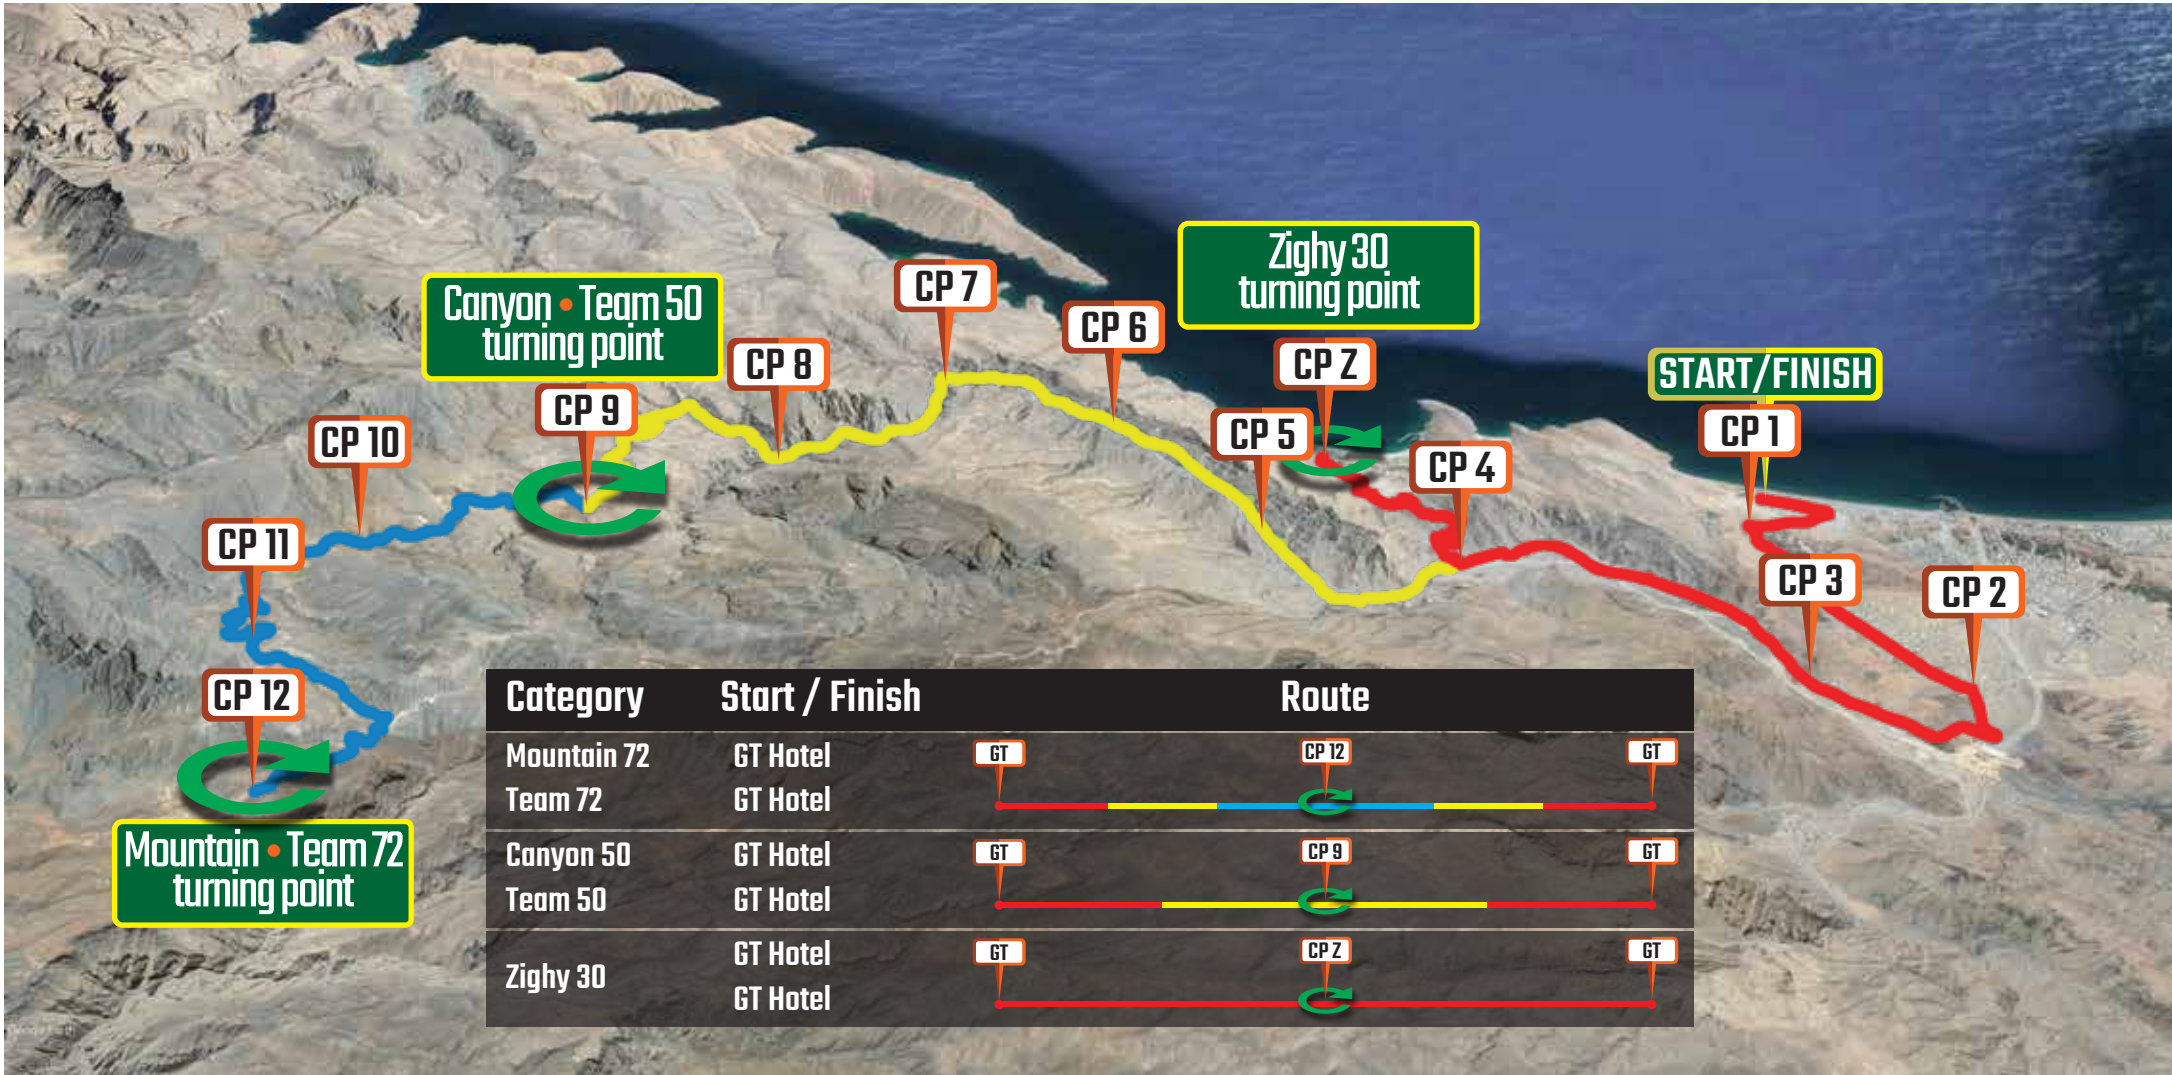 Zighy 30
turning point
CP 7
Canyon • Team 50
turning point
CP 6
CP 8
CP Z
START/FINISH
CP 9
CP 1
CP 10
CP 5
CP 4
CP 11
CP 3
CP 2
CP 12
Mountain • Team 72
turning point
Category Start / Finish Route
Mountain 72 GT Hotel GT CP 12 GT
Team 72 GT Hotel
Canyon 50 GT Hotel GT CP 9 GT
Team 50 GT Hotel
Zighy 30 GT Hotel GT CP Z GT
GT Hotel
Google Earth